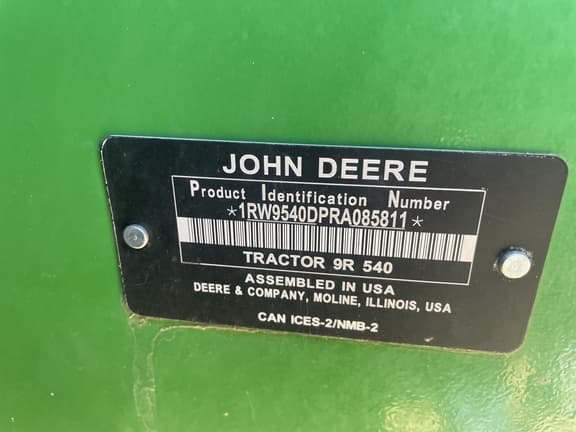 JOHN DEERE
Product Identification Number
*1RW9540DPRA085811*
TRACTOR 9R 540
ASSEMBLED IN USA
DEERE & COMPANY, MOLINE, ILLINOIS, USA
CAN ICES-2/NMB-2